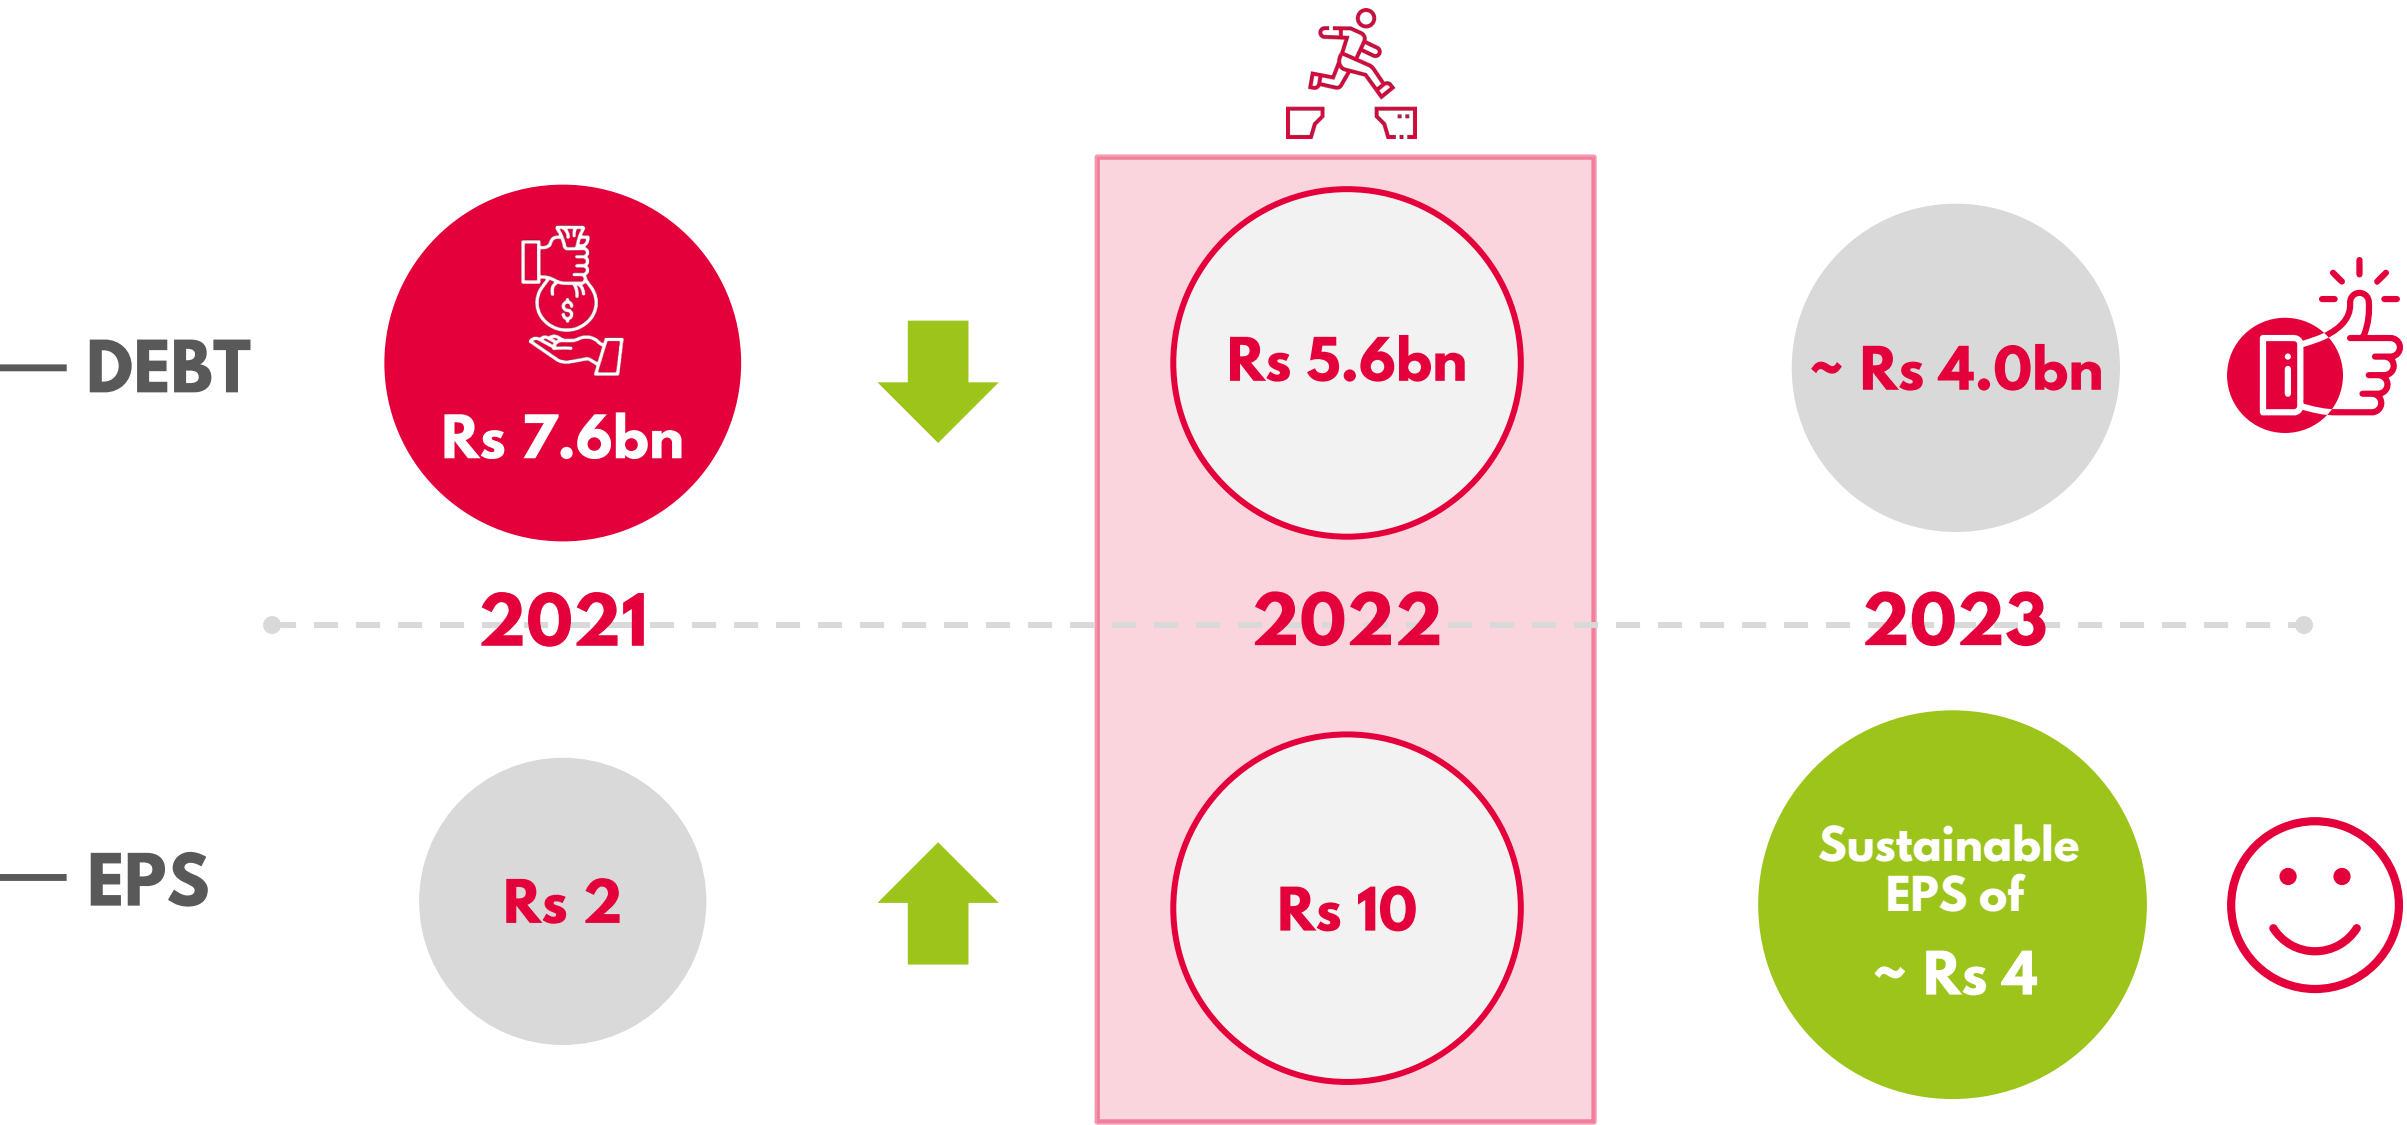 DEBT
Rs 7.6bn
Rs 5.6bn
~ Rs 4.0bn
2021
2022
2023
EPS
Rs 2
Rs 10
Sustainable
EPS of
~ Rs 4